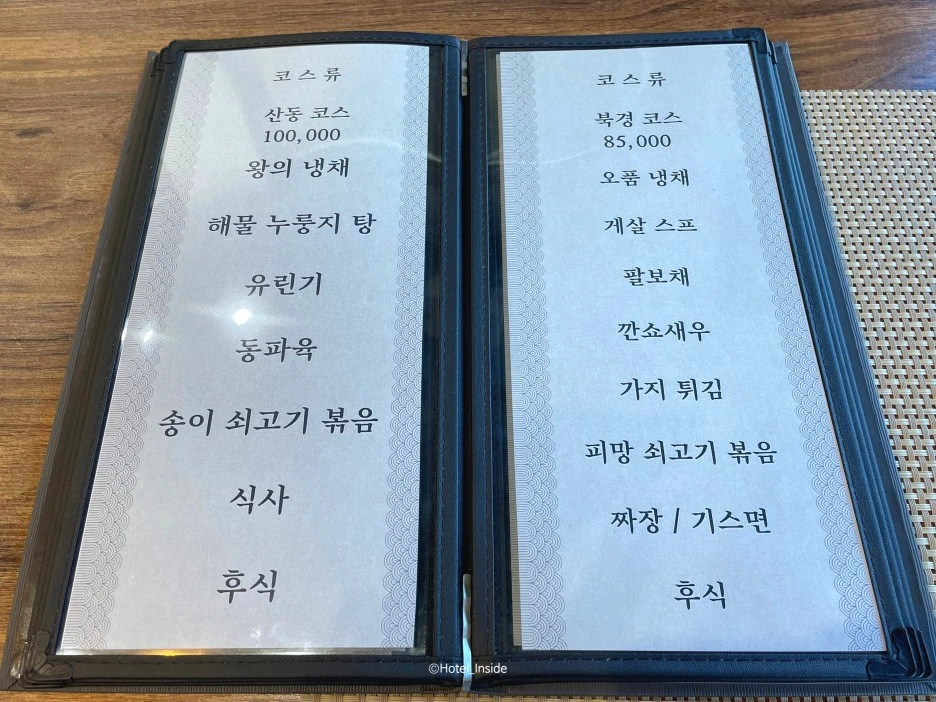 코스류
산동 코스
100,000
왕의 냉채
해물 누룽지 탕
유린기
동파육
송이 쇠고기 볶음
식사
후식
코스류
북경 코스
85,000
오품 냉채
게살 스프
팔보채
깐쇼새우
가지 튀김
피망 쇠고기 볶음
짜장 / 기스면
후식
©Hotel_Inside